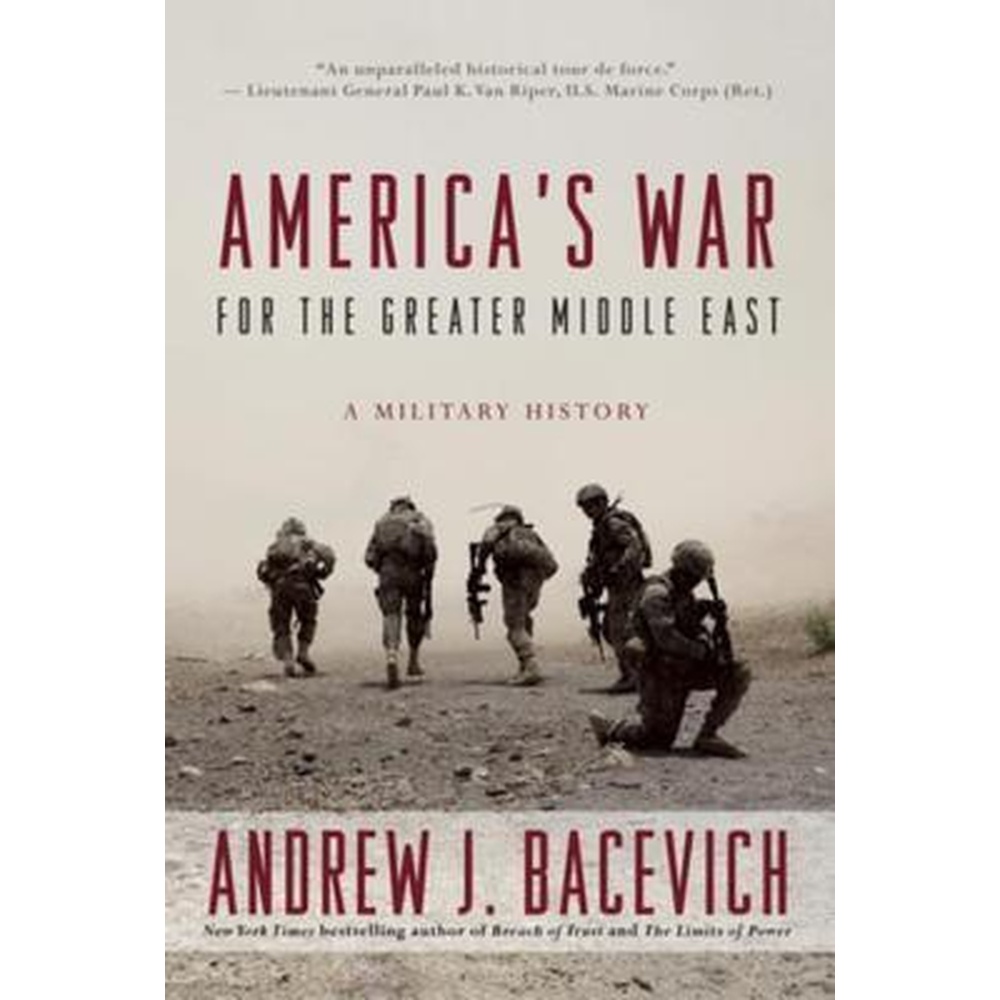 “An unparalleled historical tour de force.”
— Lieutenant General Paul K. Van Riper, U.S. Marine Corps (Ret.)
AMERICA'S WAR
FOR THE GREATER MIDDLE EAST
A MILITARY HISTORY
ANDREW J. BACEVICH
New York Times bestselling author of Breach of Trust and The Limits of Power